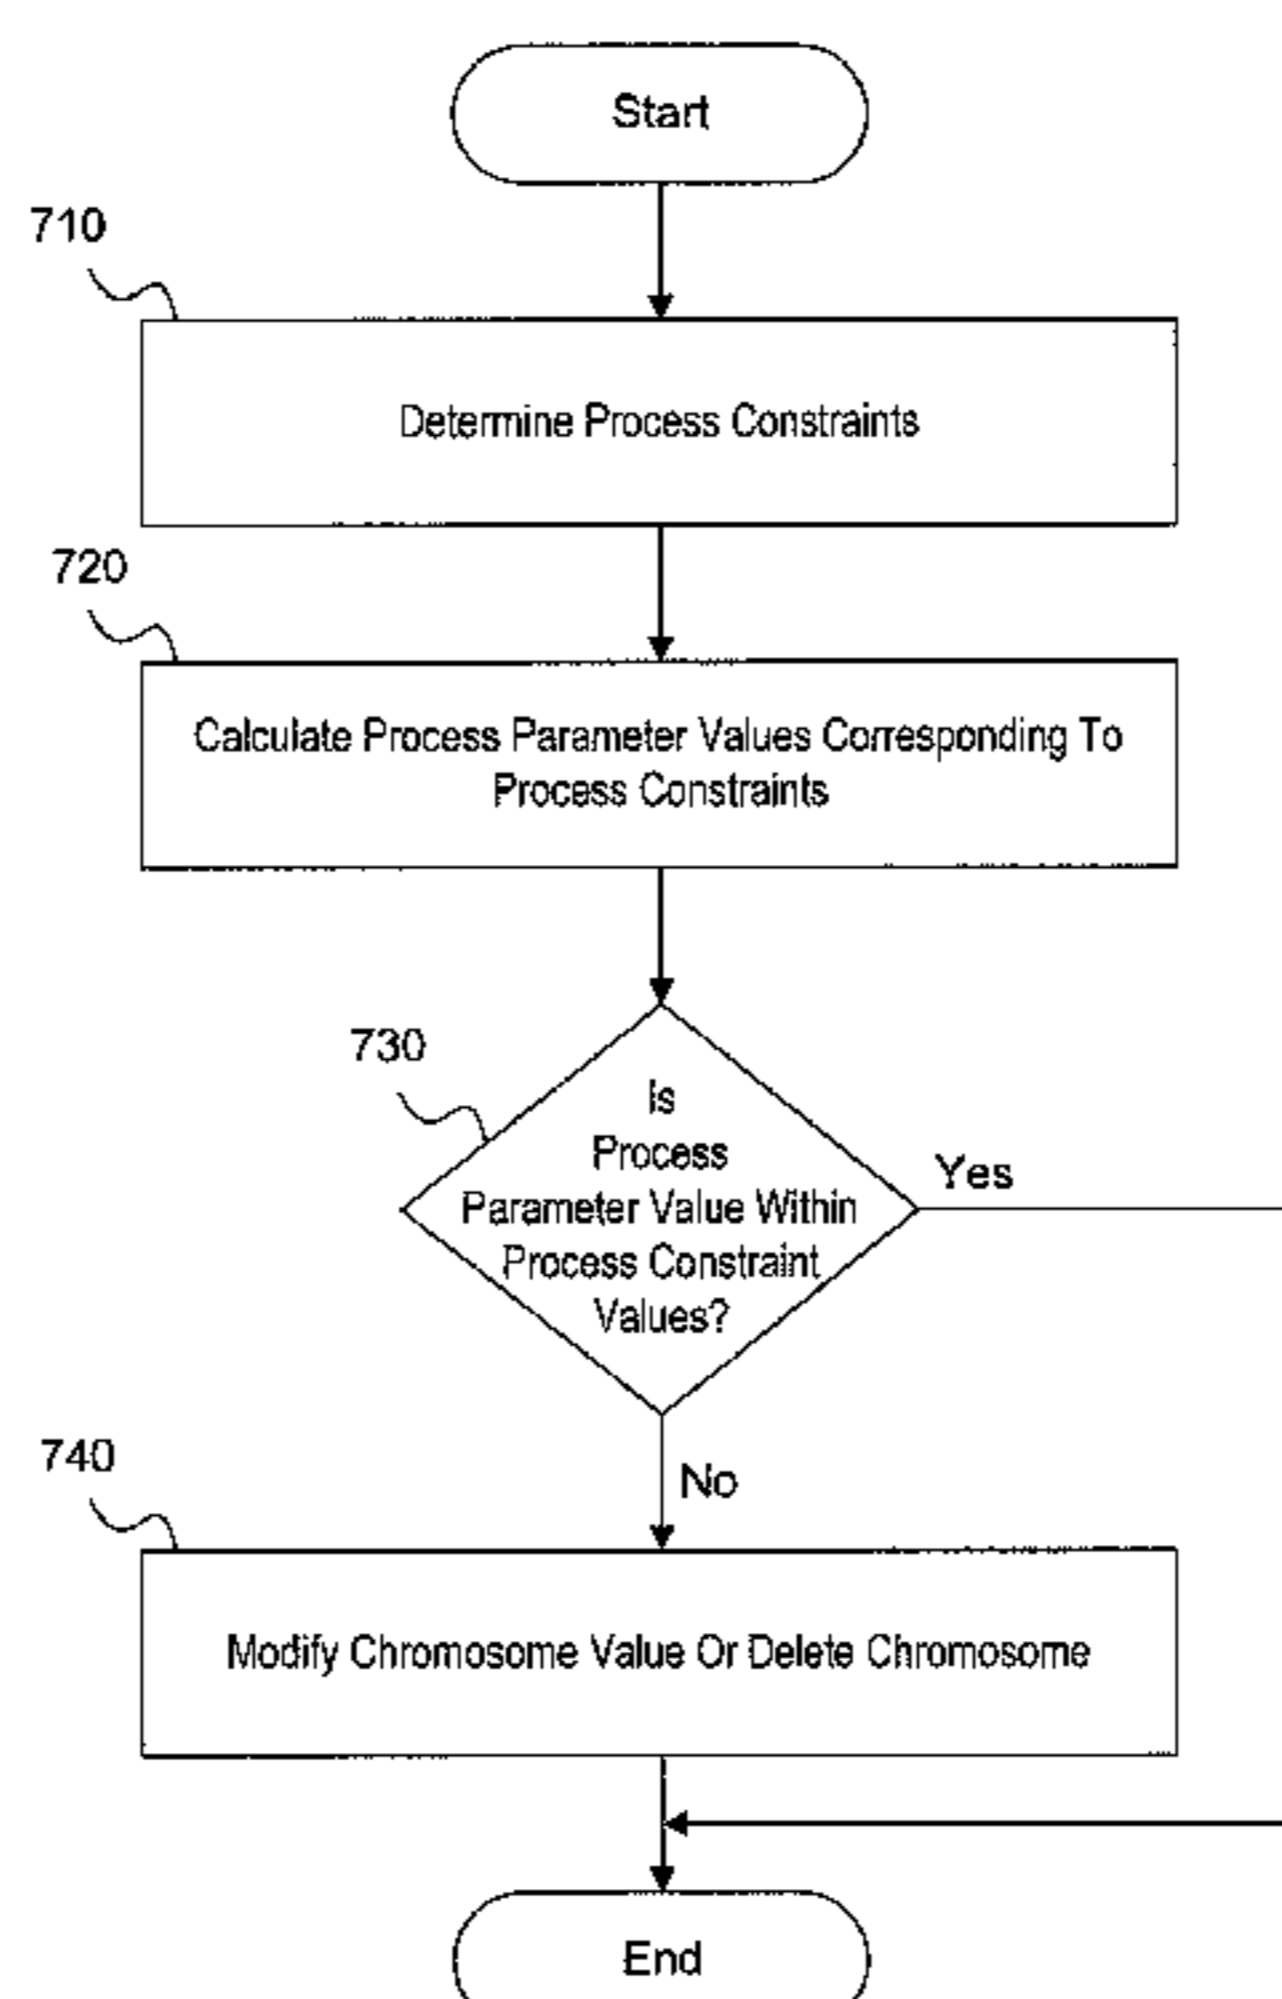 Start
710
Determine Process Constraints
720
Calculate Process Parameter Values Corresponding To
Process Constraints
730
Is
Process
Parameter Value Within
Process Constraint
Values?
Yes
No
740
Modify Chromosome Value Or Delete Chromosome
End